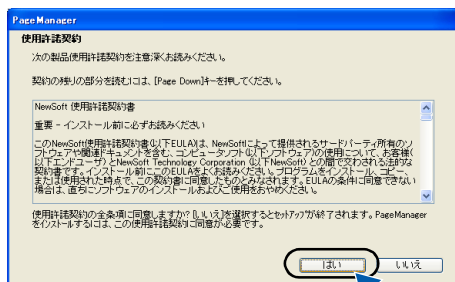 PageManager
使用許諾契約
次の製品使用許諾契約を注意深くお読みください。
契約の残りの部分を読むには、[Page Down]キーを押してください。
NewSoft 使用許諾契約書
重要 - インストール前に必ずお読みください
このNewSoft使用許諾契約書(以下EULA)は、NewSoftによって提供されるサードパーティ所有のソ
フトウェアや関連ドキュメントを含む、コンピュータソフト(以下ソフトウェア)の使用について、お客様(
以下エンドユーザ)とNewSoft Technology Corporation (以下NewSoft)との間で交わされる法的な
契約書です。インストール前にこのEULAをよくお読みください。プログラムをインストール、コピー、
または使用された時点で、この契約書に同意したものとみなされます。EULAの条件に同意できない
場合は、直ちにソフトウェアのインストールおよびご使用をおやめください。
使用許諾契約の全条項に同意しますか? [いいえ]を選択するとセットアップが終了されます。PageManager
をインストールするには、この使用許諾契約に同意が必要です。
はい
いいえ